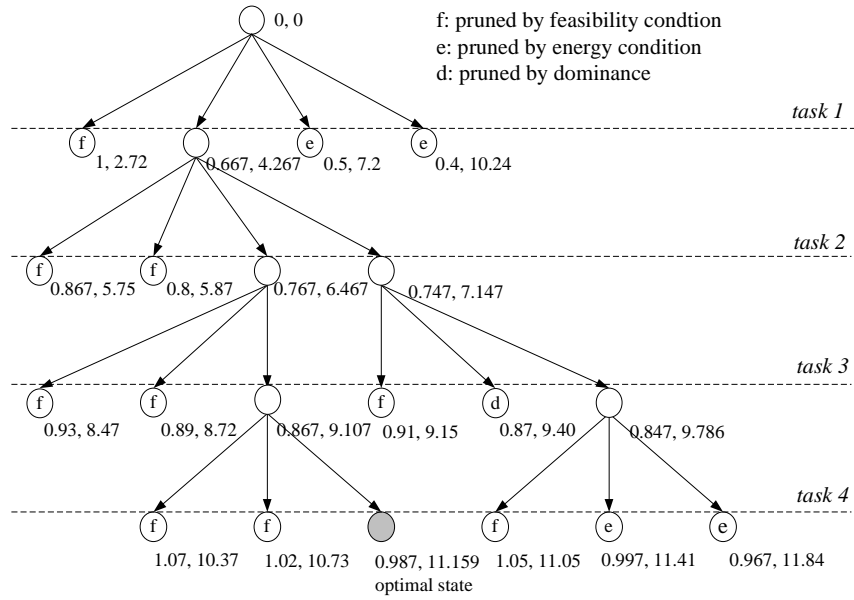 0, 0
f: pruned by feasibility condtion
e: pruned by energy condition
d: pruned by dominance
task 1
f
e
e
1, 2.72
0.667, 4.267
0.5, 7.2
0.4, 10.24
task 2
f
f
0.867, 5.75
0.8, 5.87
0.767, 6.467
0.747, 7.147
task 3
f
f
f
d
0.93, 8.47
0.89, 8.72
0.867, 9.107
0.91, 9.15
0.87, 9.40
0.847, 9.786
task 4
f
f
f
e
e
1.07, 10.37
1.02, 10.73
0.987, 11.159
1.05, 11.05
0.997, 11.41
0.967, 11.84
optimal state